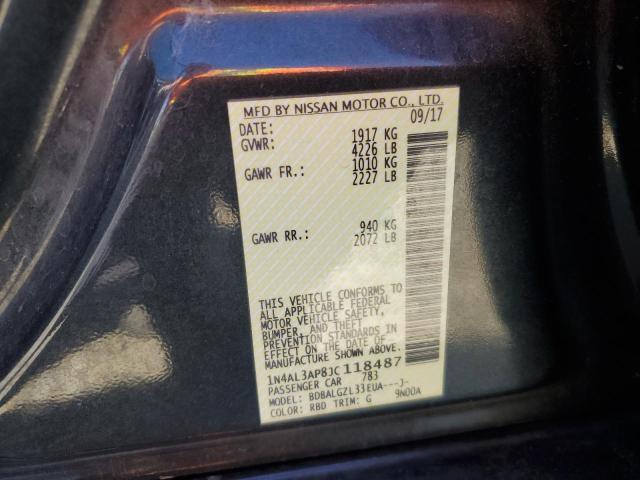 MFD BY NISSAN MOTOR CO., LTD.
DATE: 09/17
GVWR: 1917 KG
4226 LB
GAWR FR.: 1010 KG
2227 LB
GAWR RR.: 940 KG
2072 LB
THIS VEHICLE CONFORMS TO
ALL APPLICABLE FEDERAL
MOTOR VEHICLE SAFETY,
BUMPER, AND THEFT
PREVENTION STANDARDS IN
EFFECT ON THE DATE OF
MANUFACTURE SHOWN ABOVE.
1N4AL3AP8JC118487
PASSENGER CAR 783
MODEL: BDBALGZL33EUA---J-
COLOR: RBD TRIM: G 9N00A